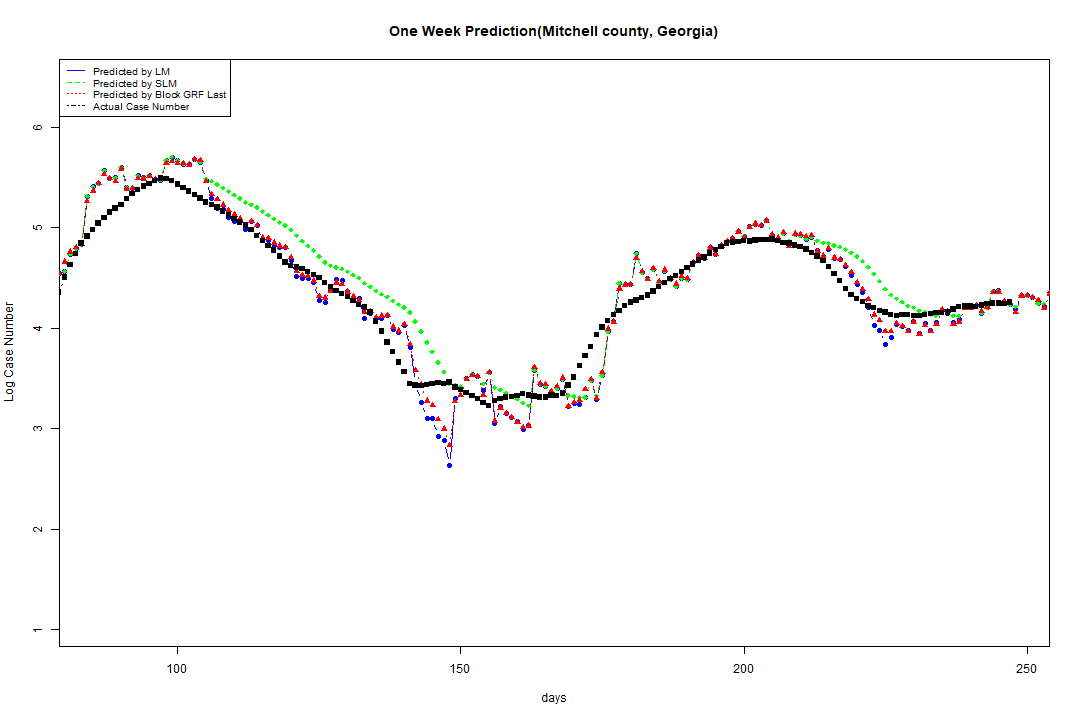 One Week Prediction(Mitchell county, Georgia)
Predicted by LM
Predicted by SLM
Predicted by Block GRF Last
Actual Case Number
6
5
4
3
2
1
Log Case Number
100 150 200 250
days